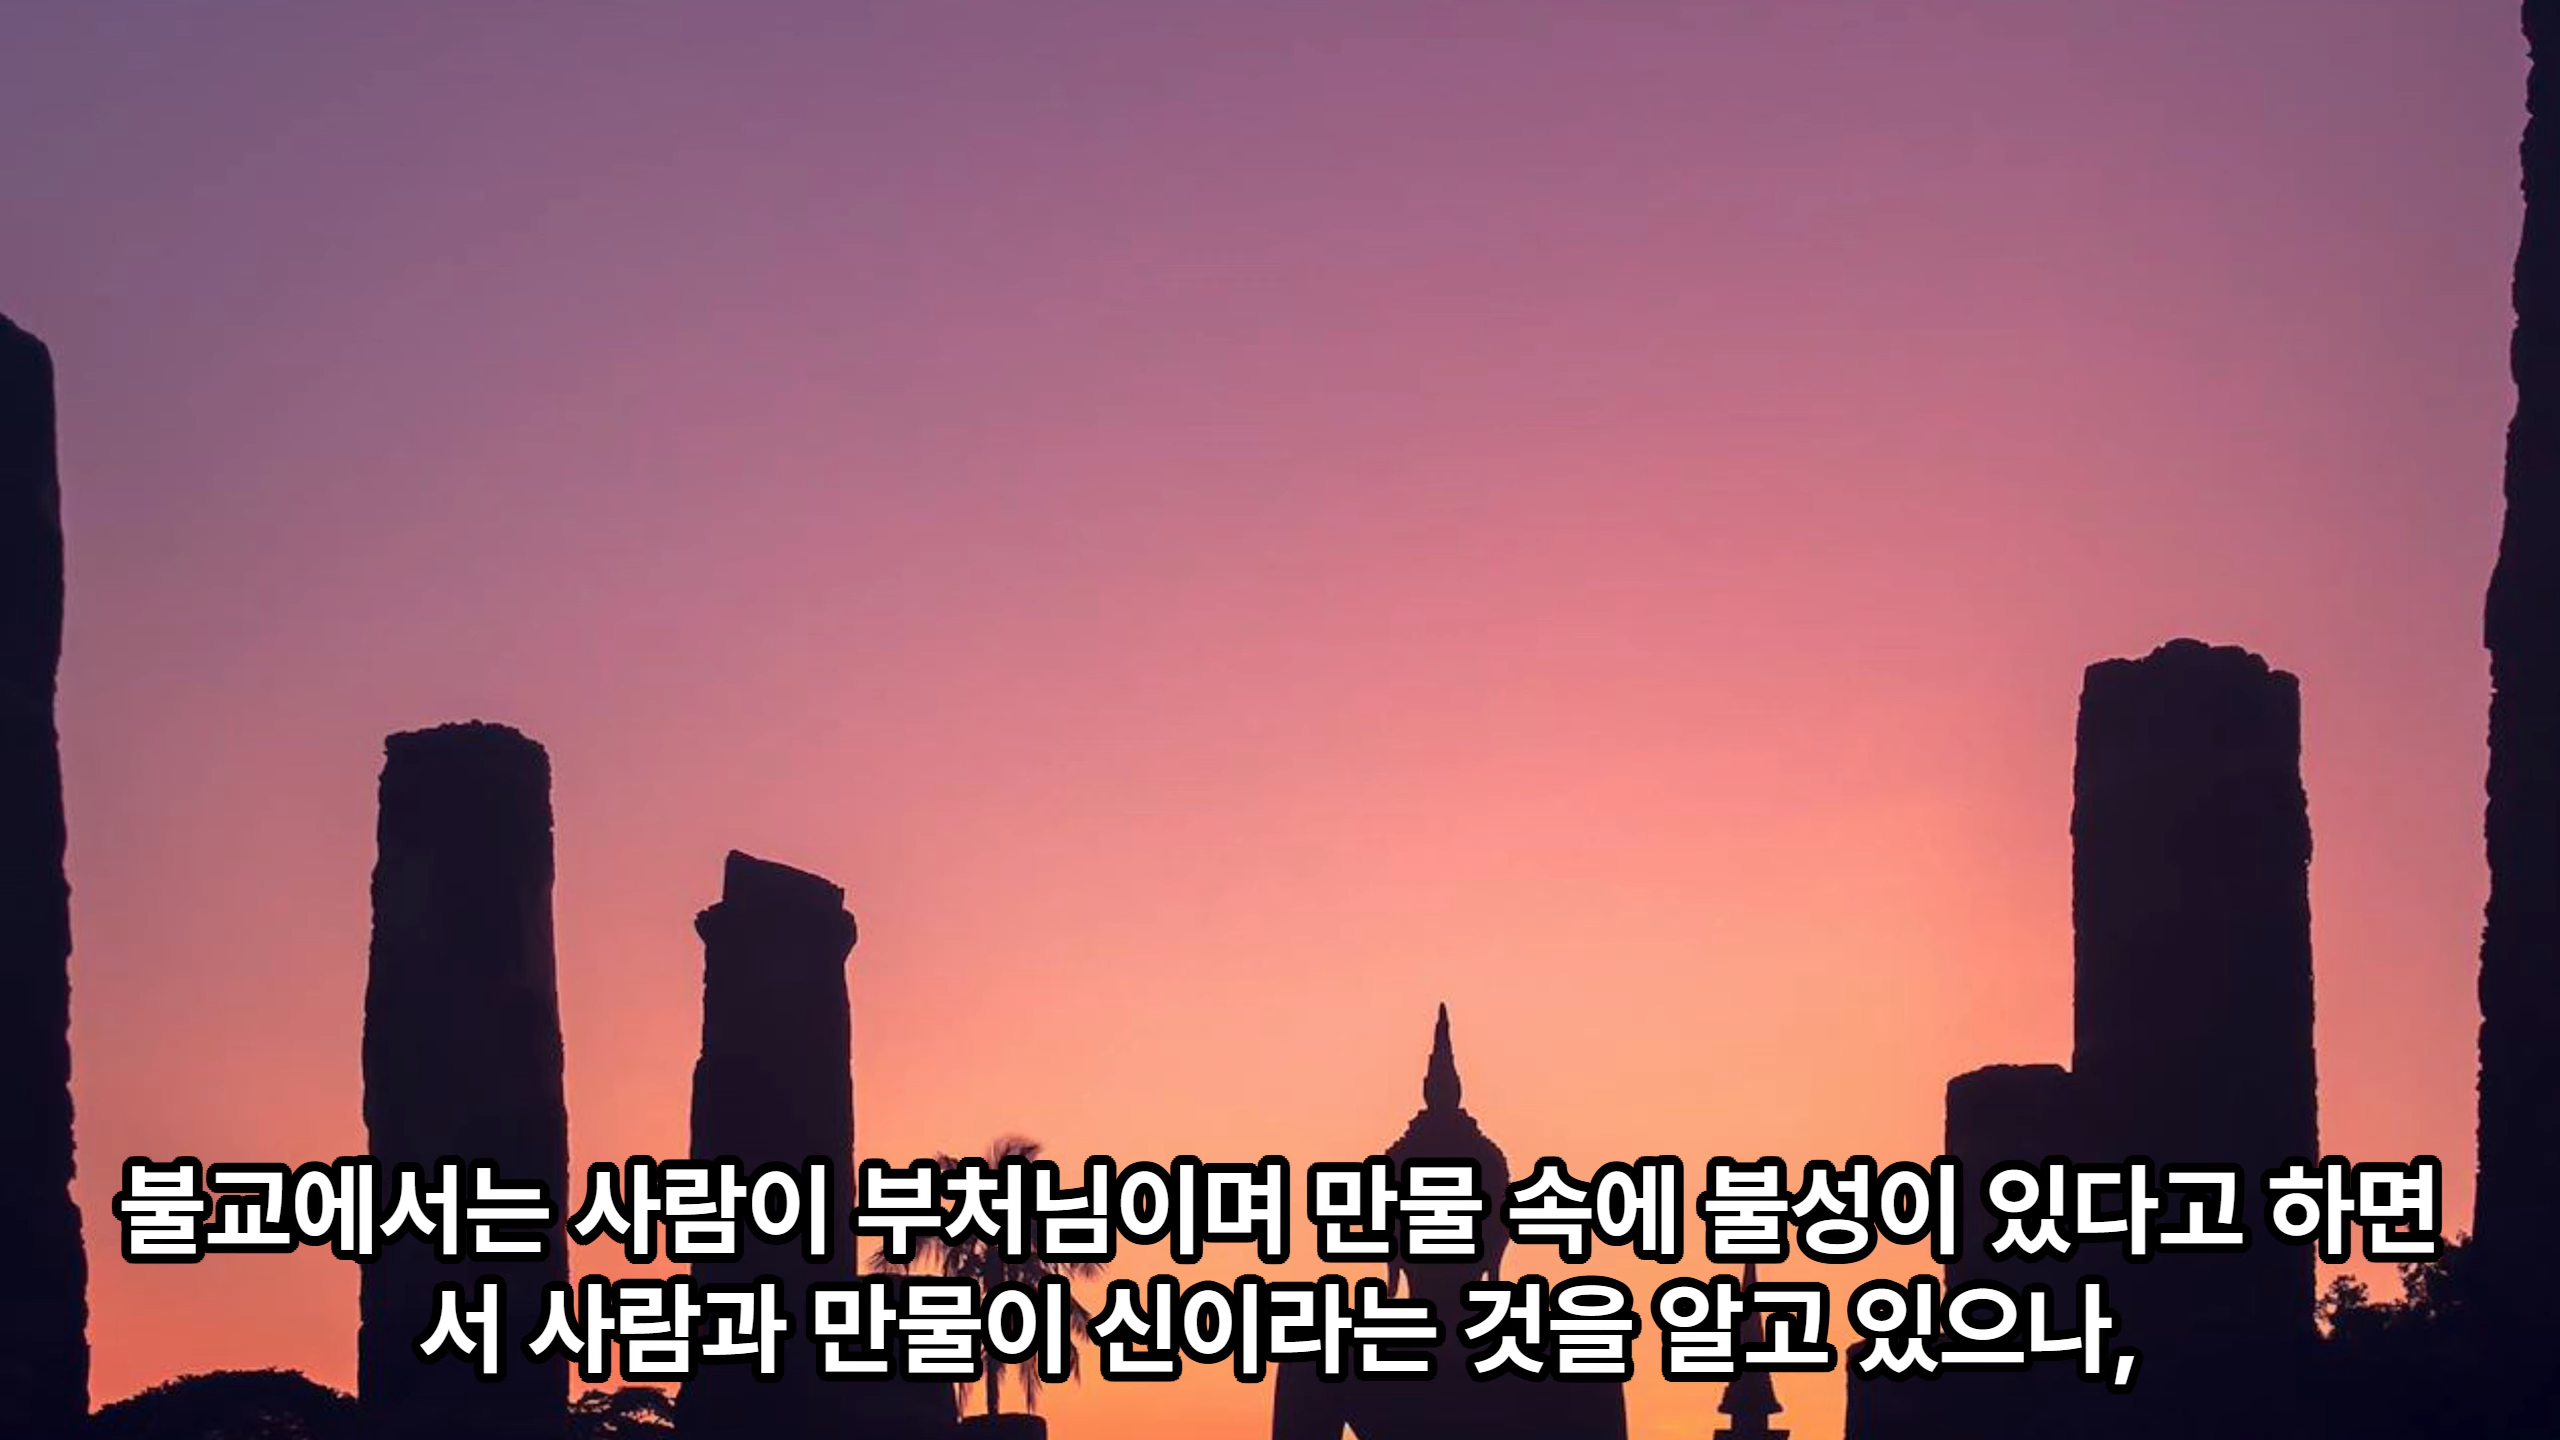 불교에서는 사람이 부처님이며 만물 속에 불성이 있다고 하면
서 사람과 만물이 신이라는 것을 알고 있으나,